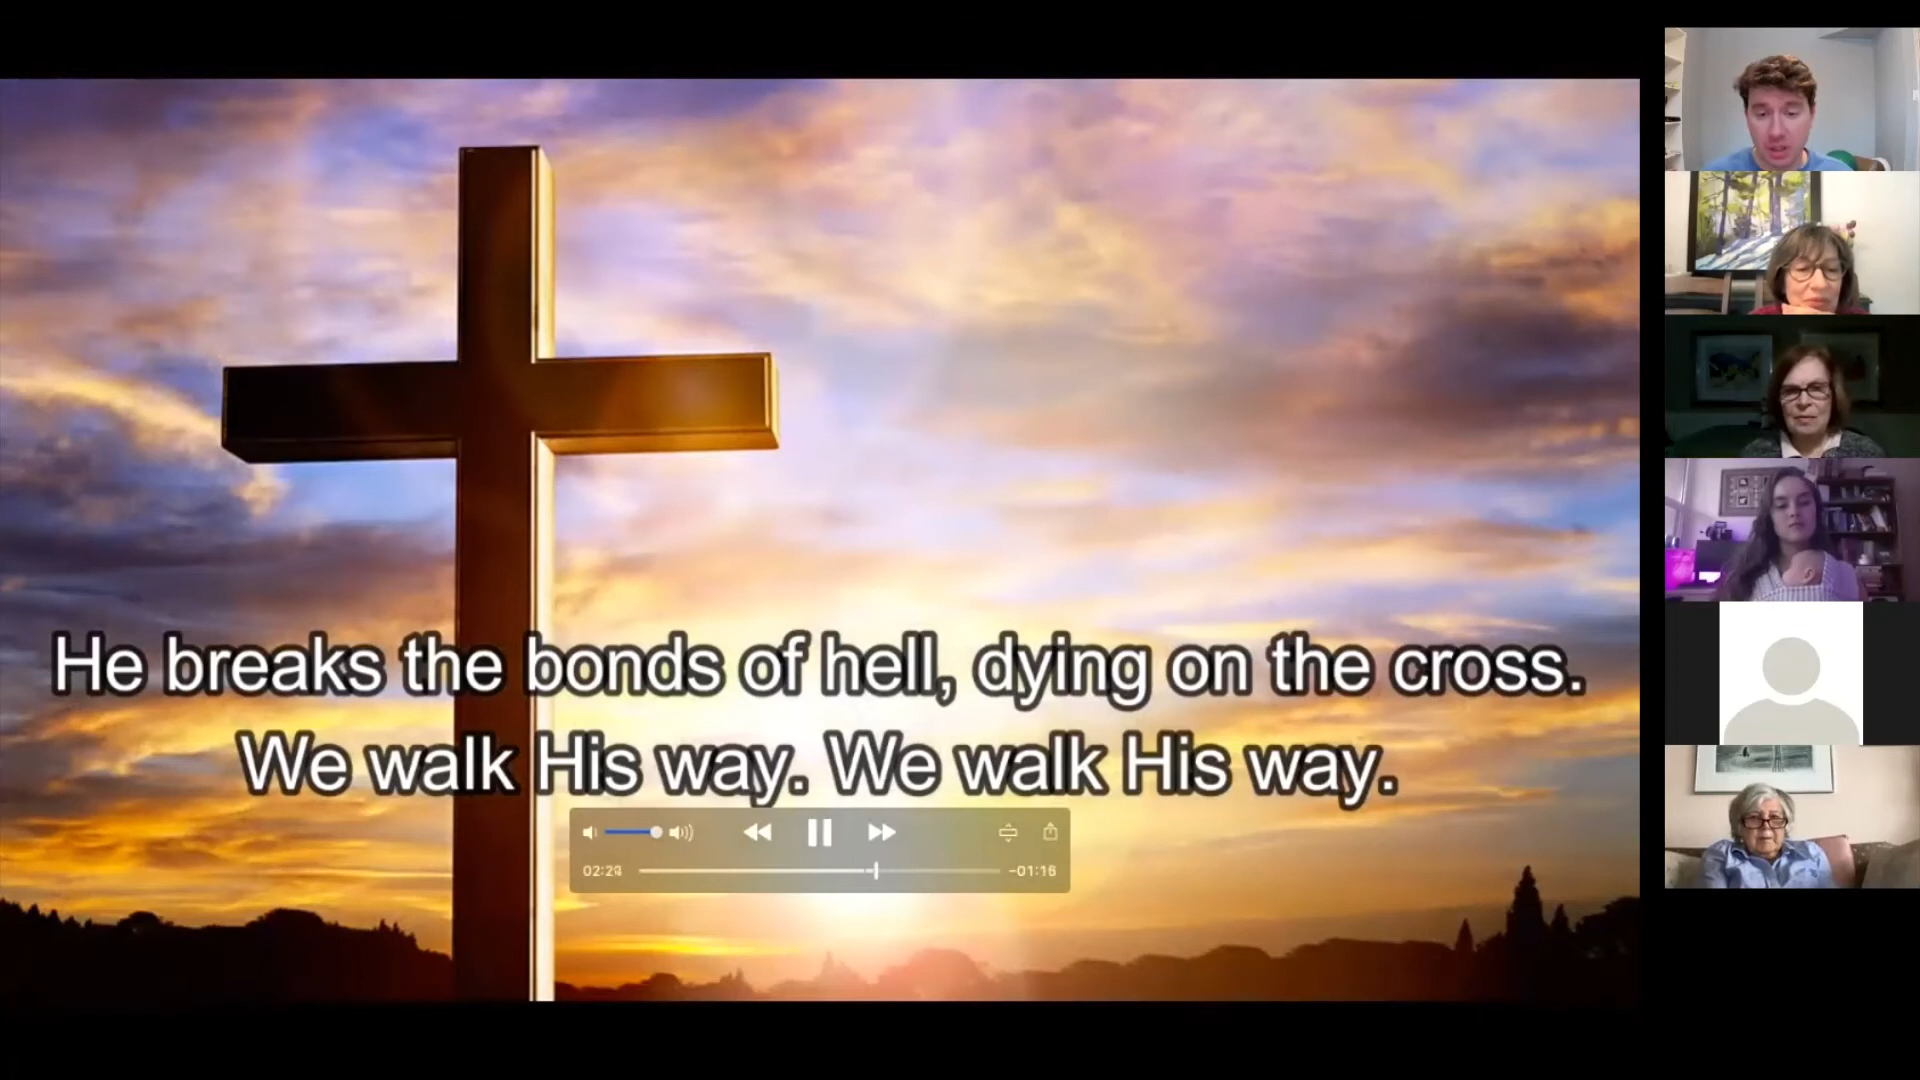 He breaks the bonds of hell, dying on the cross.
We walk His way. We walk His way.
02:29
-01:16